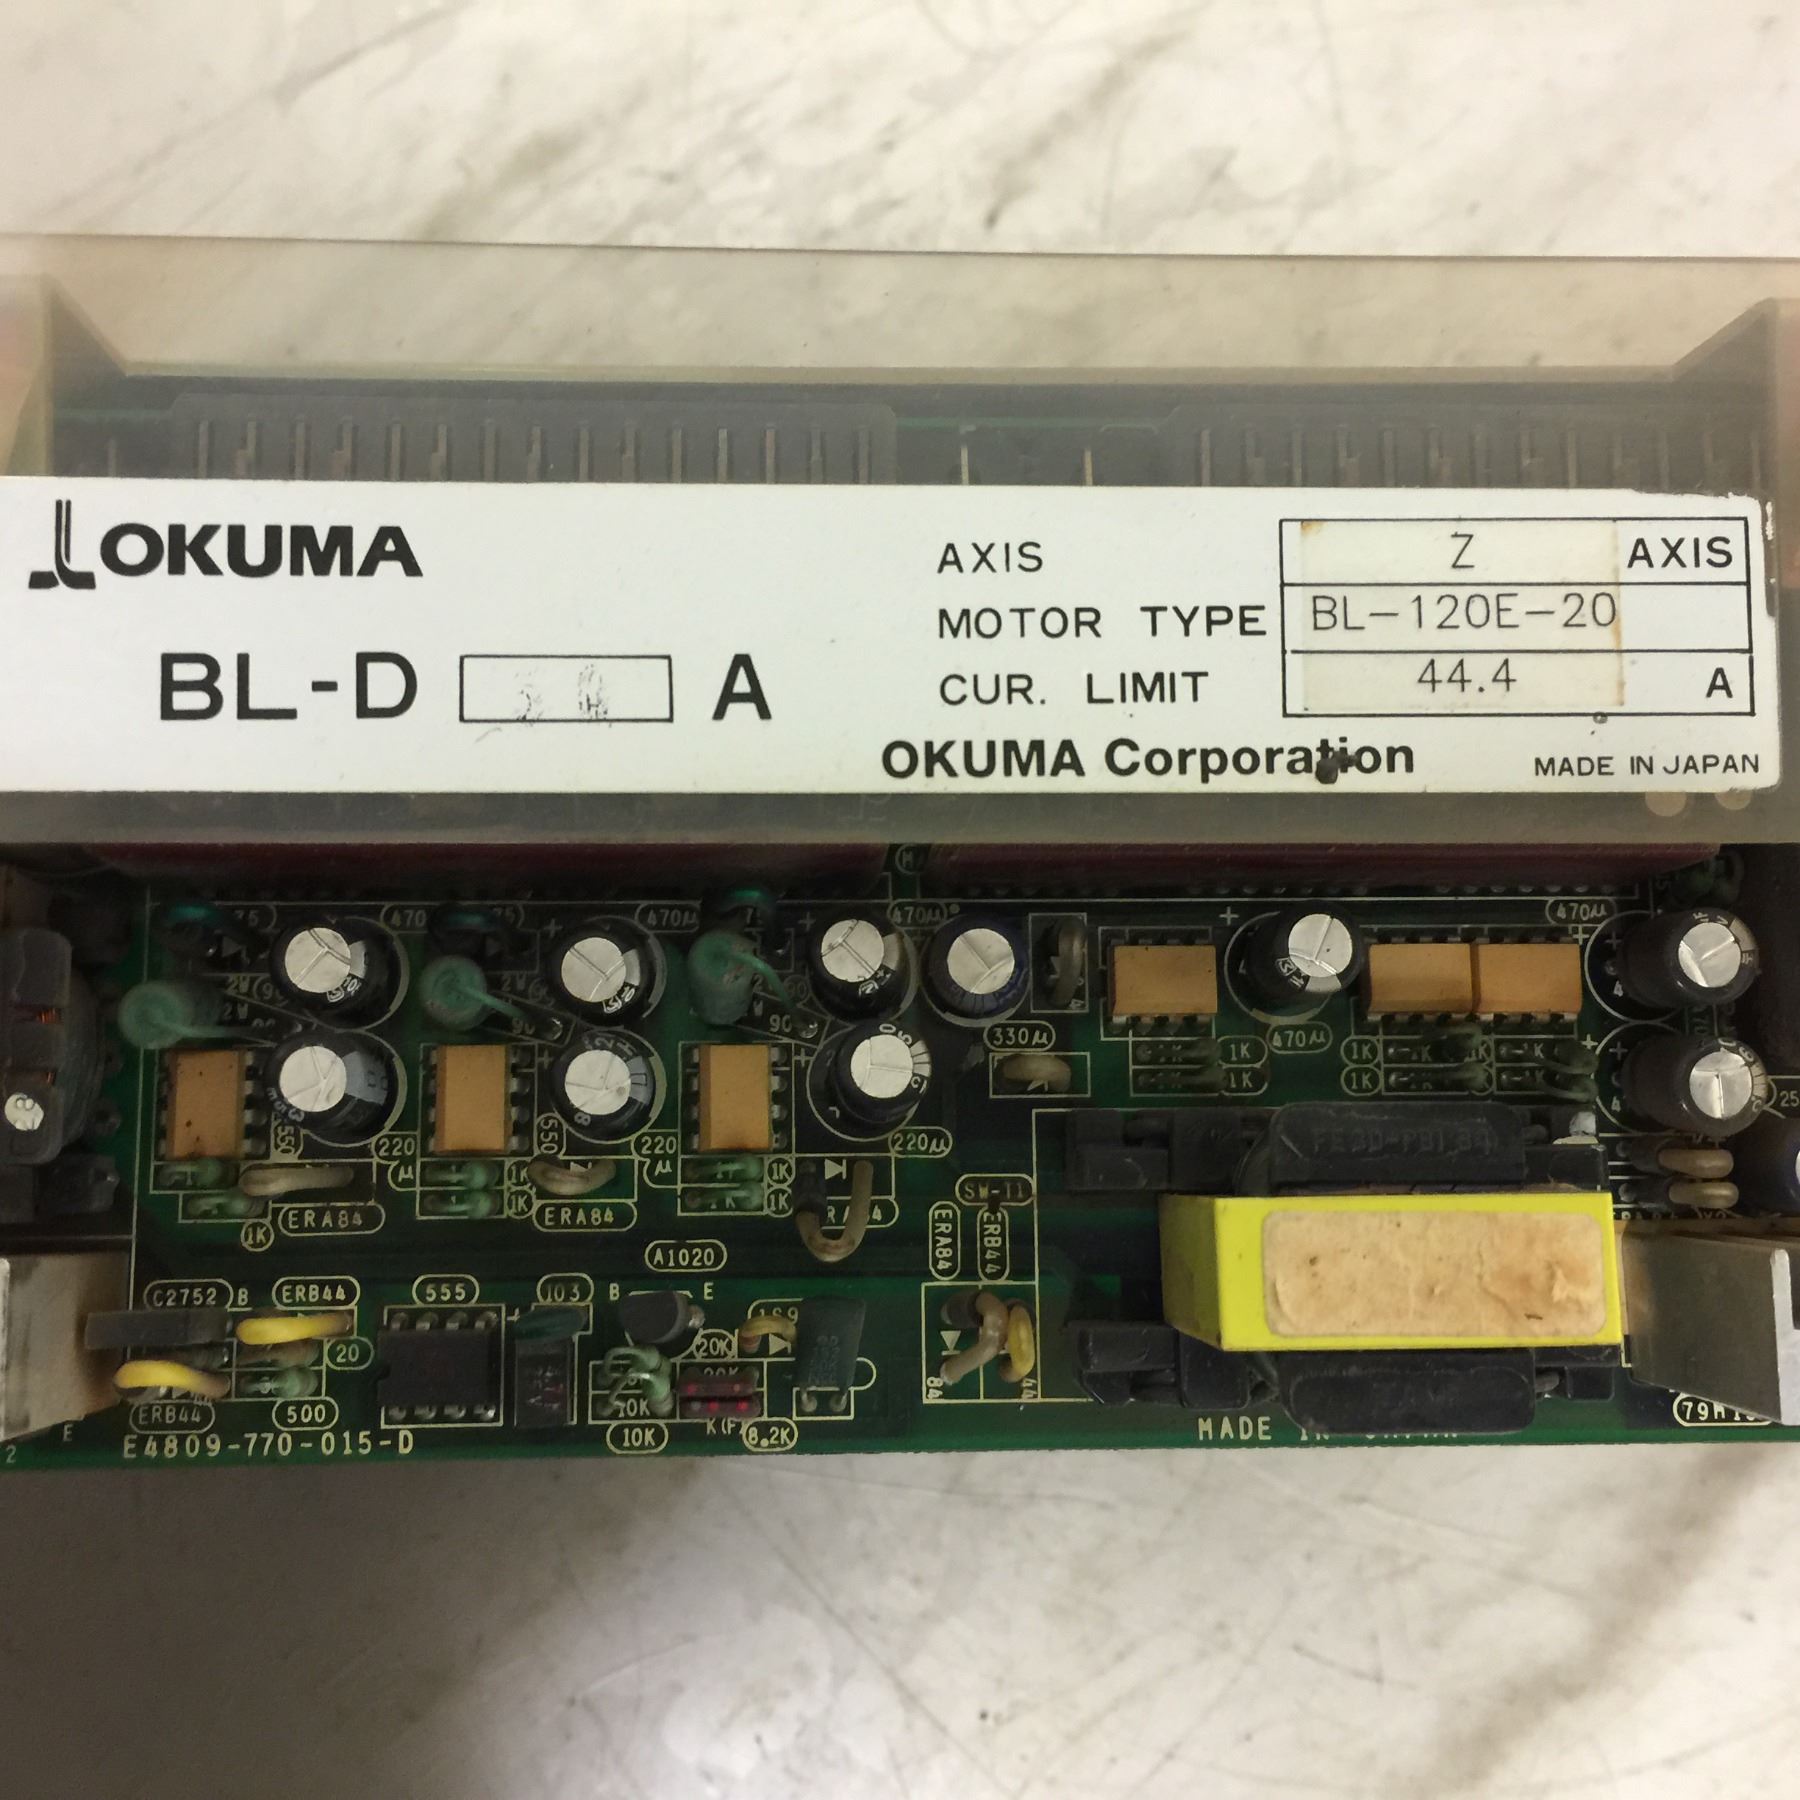 OKUMA
AXIS Z AXIS
MOTOR TYPE BL-120E-20
BL-D A
CUR. LIMIT 44.4 A
OKUMA Corporation
MADE IN JAPAN
470
470μ
470μ
470μ
330μ
470μ
1K
1K
1K
1K
220
μ
220
μ
220μ
550
550
1K
1K
1K
1K
1K
ERA84
ERA84
SW-T1
ERA84
ERB44
A1020
C2752 B ERB44 555 103 B E
20
20K
ERB44
500
10K
10K
8.2K
E
E4809-770-015-D
MADE
2